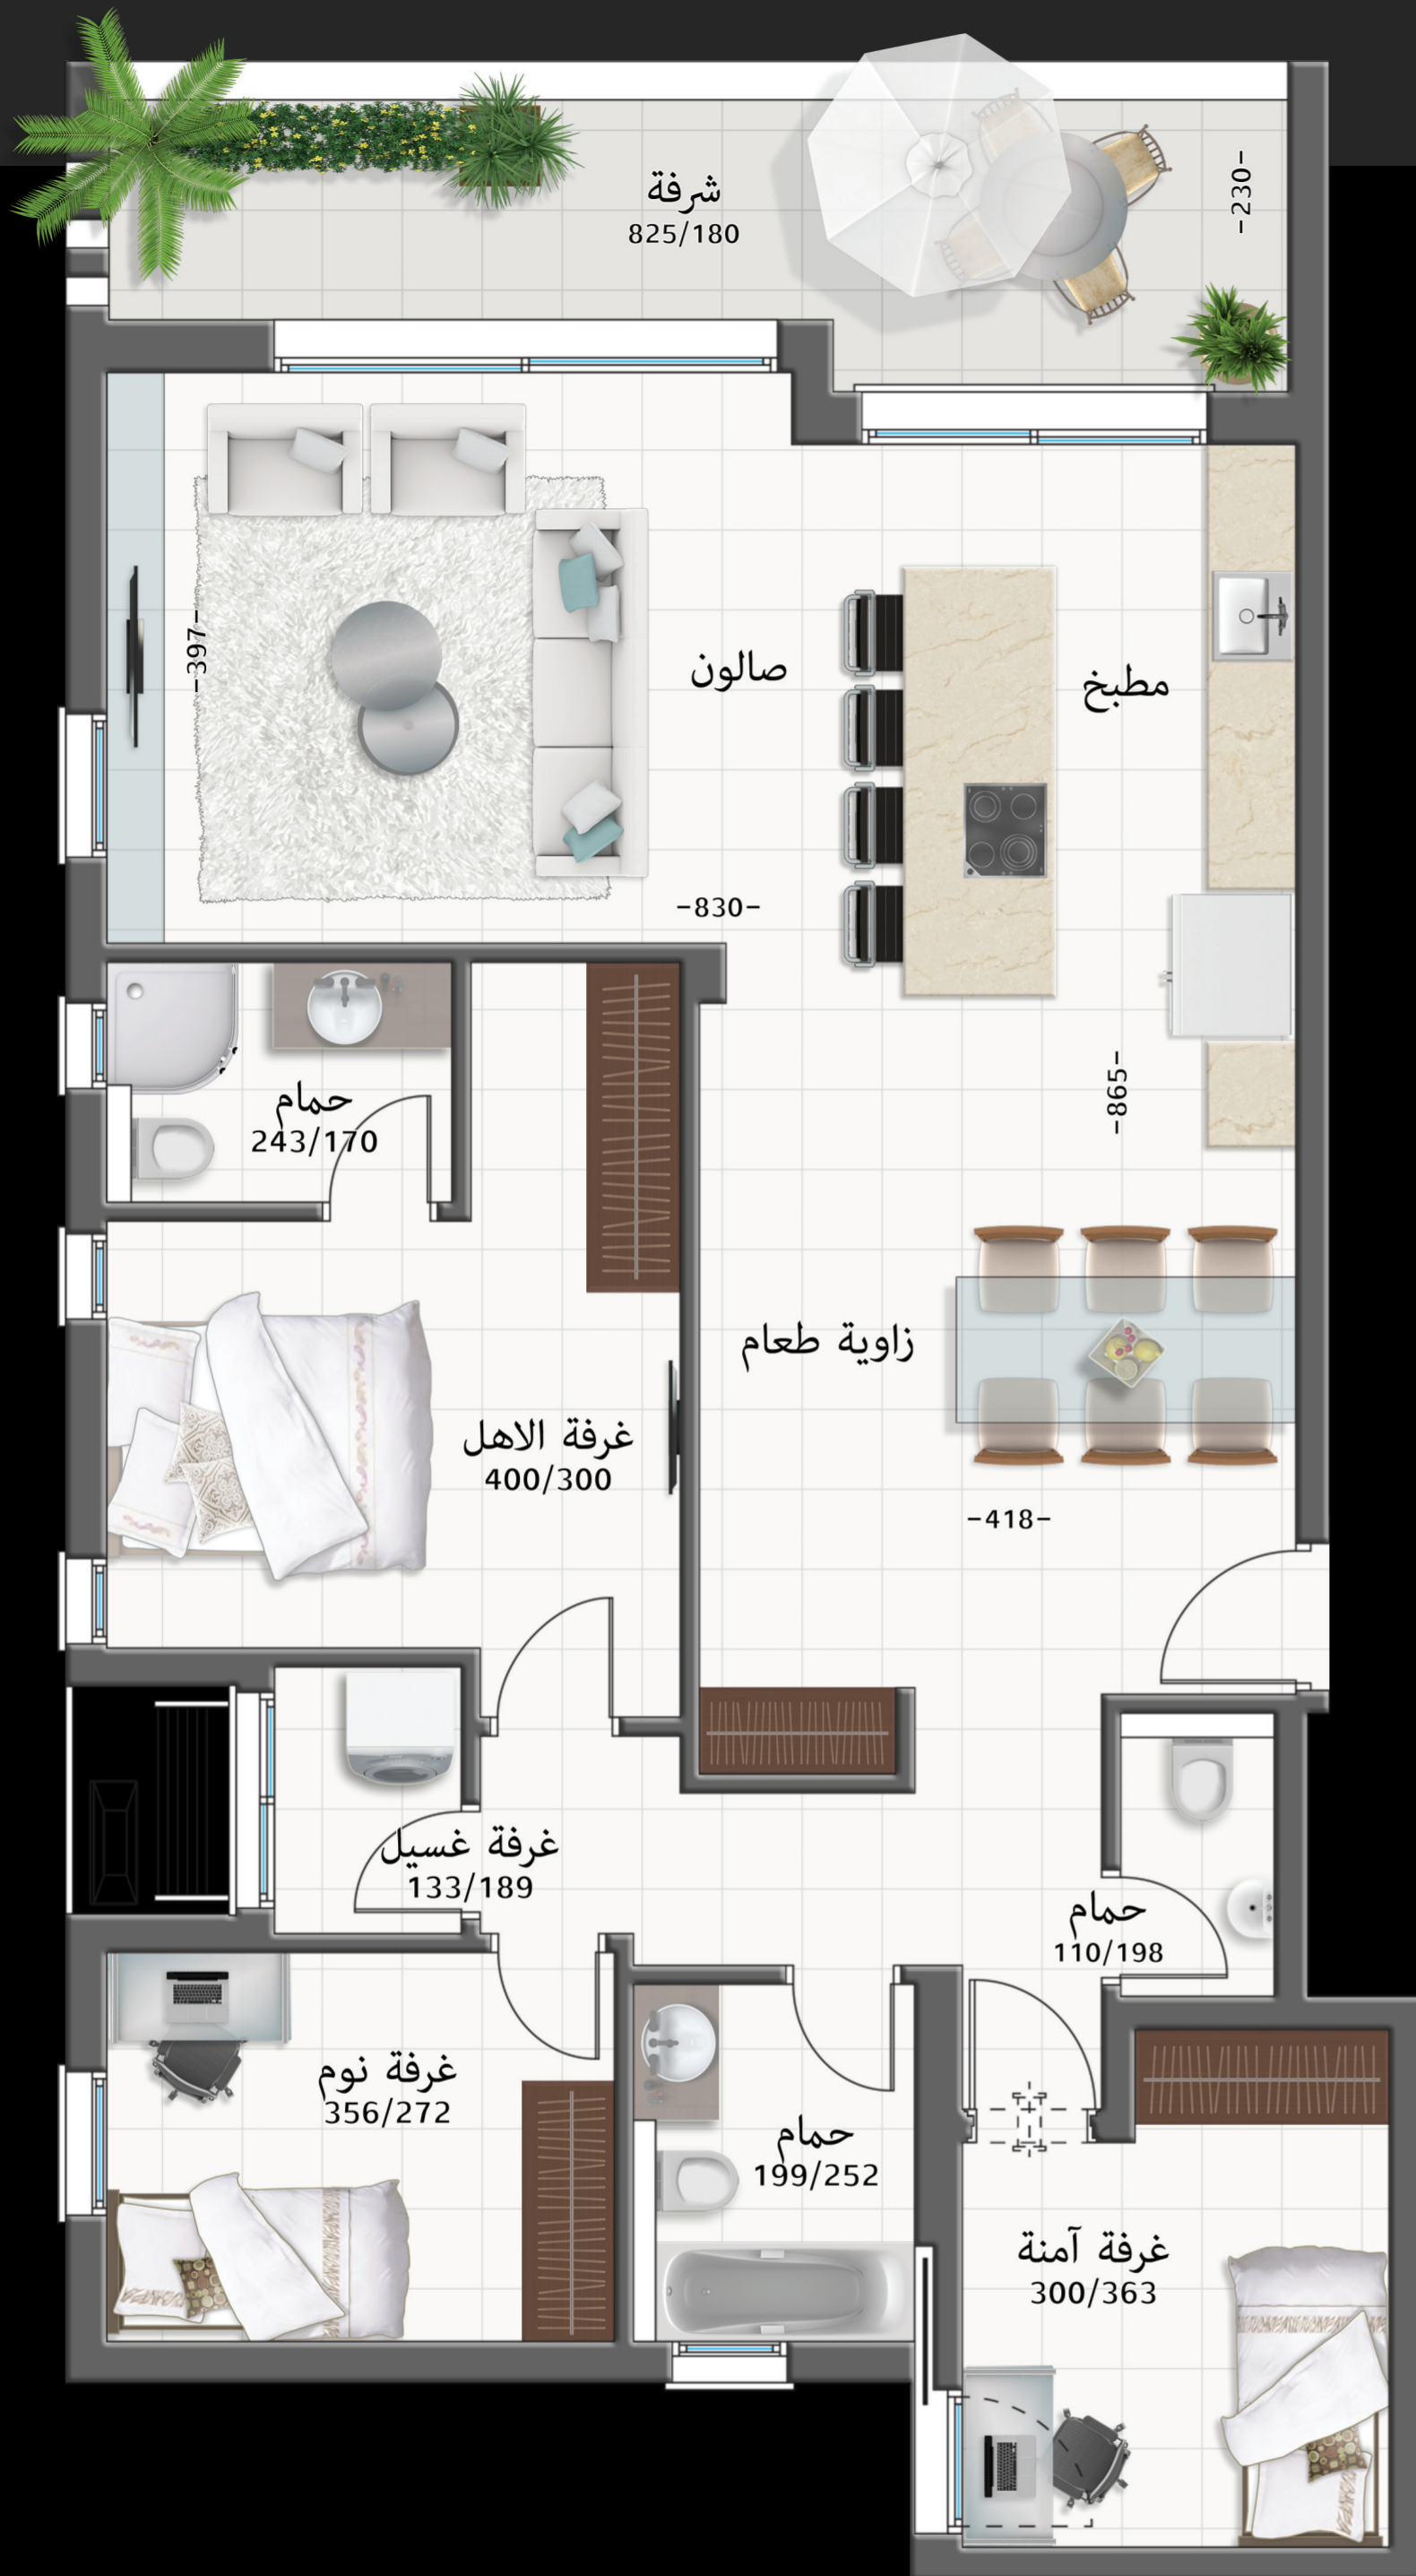 شرفة
825/180
-230-
-397-
صالون
مطبخ
-830-
حمام
243/170
-865-
زاوية طعام
غرفة الاهل
400/300
-418-
غرفة غسيل
133/189
حمام
110/198
غرفة نوم
356/272
حمام
199/252
غرفة آمنة
300/363